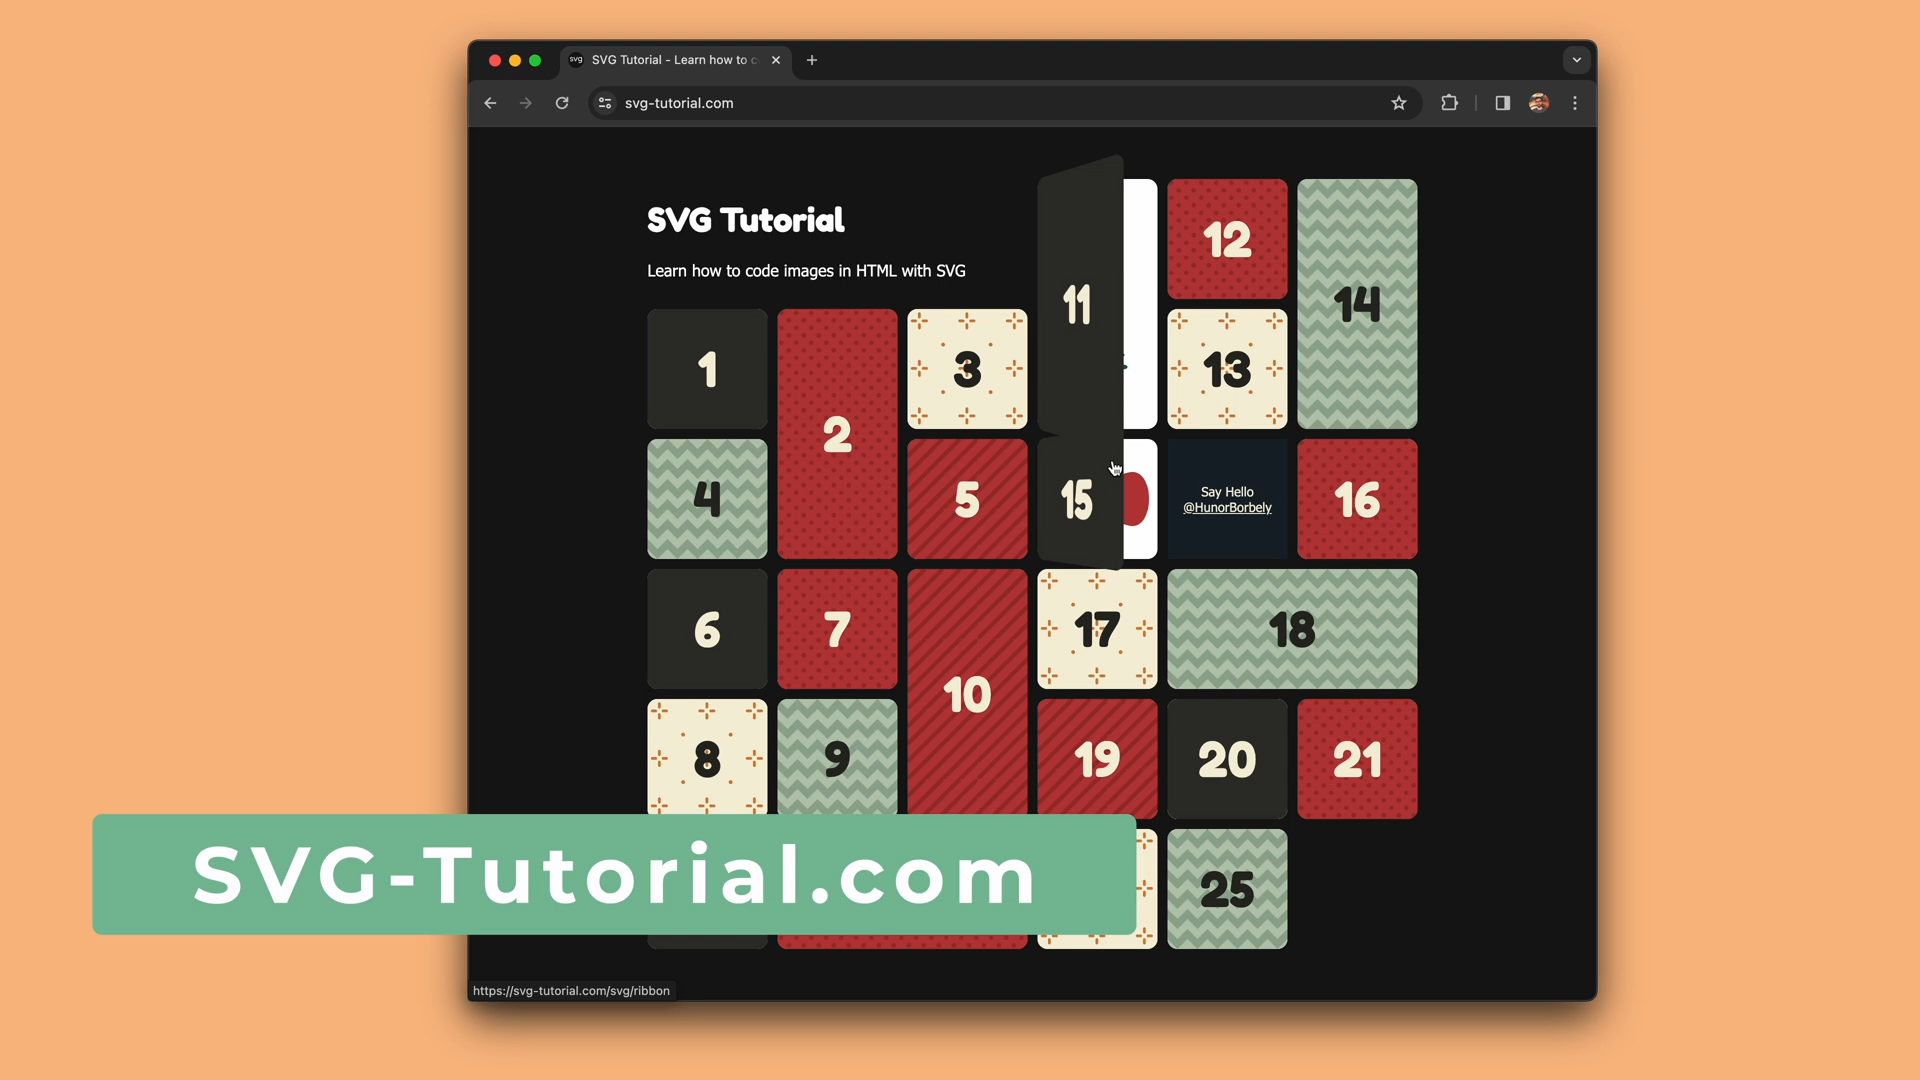 svg SVG Tutorial - Learn how to c
svg-tutorial.com
SVG Tutorial
Learn how to code images in HTML with SVG
11
12
14
1
2
3
13
4
5
15
Say Hello
@HunorBorbely
16
6
7
10
17
18
8
9
19
20
21
25
SVG-Tutorial.com
https://svg-tutorial.com/svg/ribbon